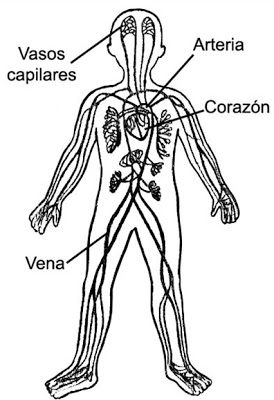 Vasos
capilares
Arteria
Corazón
Vena